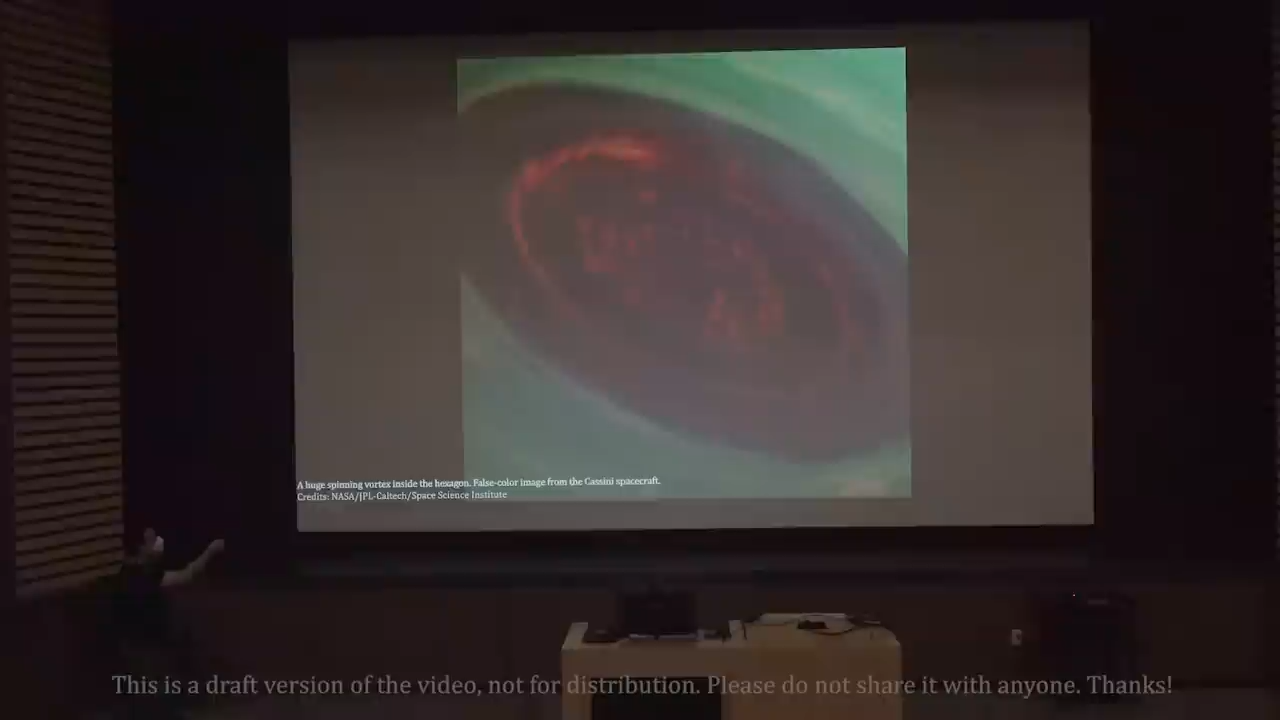 A huge spinning vortex inside the hexagon. False-color image from the Cassini spacecraft.
Credits: NASA/JPL-Caltech/Space Science Institute
This is a draft version of the video, not for distribution. Please do not share it with anyone. Thanks!